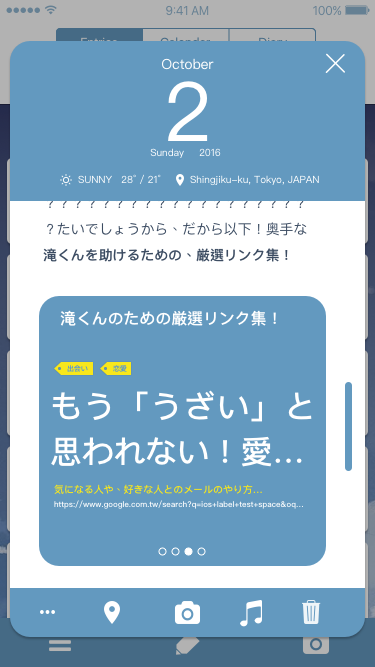 9:41 AM
100%
Entries
Calendar
Diary
October
2
Sunday 2016
SUNNY 28° / 21°
Shingjiku-ku, Tokyo, JAPAN
？たいでしょうから、だから以下！奥手な
滝くんを助けるための、厳選リンク集！
滝くんのための厳選リンク集！
出会い
恋愛
もう「うざい」と
思われない！愛…
気になる人や、好きな人とのメールのやり方…
https://www.google.com.tw/search?q=ios+label+test+space&oq...